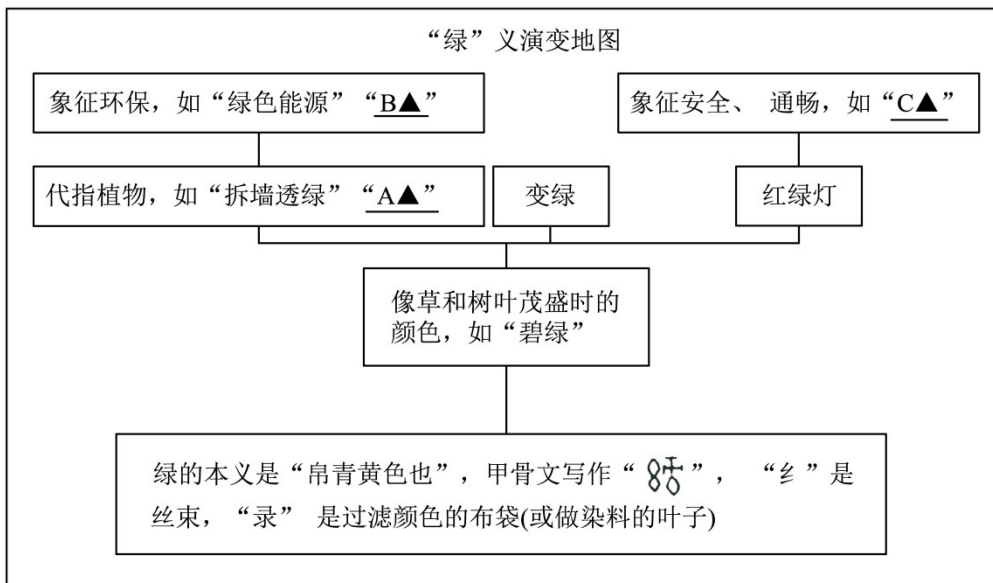 “绿”义演变地图
象征环保，如“绿色能源”“B▲”
象征安全、通畅，如“C▲”
代指植物，如“拆墙透绿”“A▲”
变绿
红绿灯
像草和树叶茂盛时的
颜色，如“碧绿”
绿的本义是“帛青黄色也”，甲骨文写作“”，“纟”是
丝束，“录”是过滤颜色的布袋(或做染料的叶子)